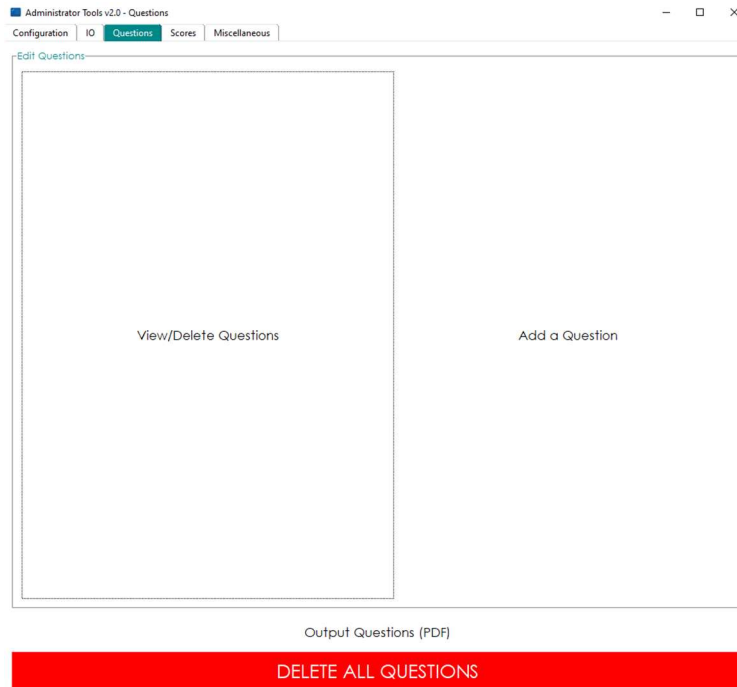 Administrator Tools v2.0 - Questions
Configuration IO Questions Scores Miscellaneous
Edit Questions
View/Delete Questions Add a Question
Output Questions (PDF)
DELETE ALL QUESTIONS